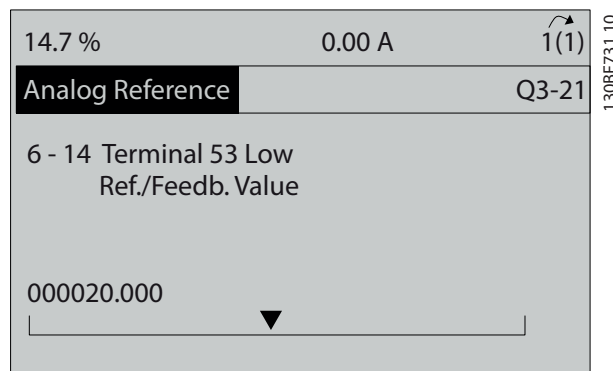 14.7 % 0.00 A 1(1)
Analog Reference Q3-21
6 - 14 Terminal 53 Low
Ref./Feedb. Value
000020.000
130BF731.10